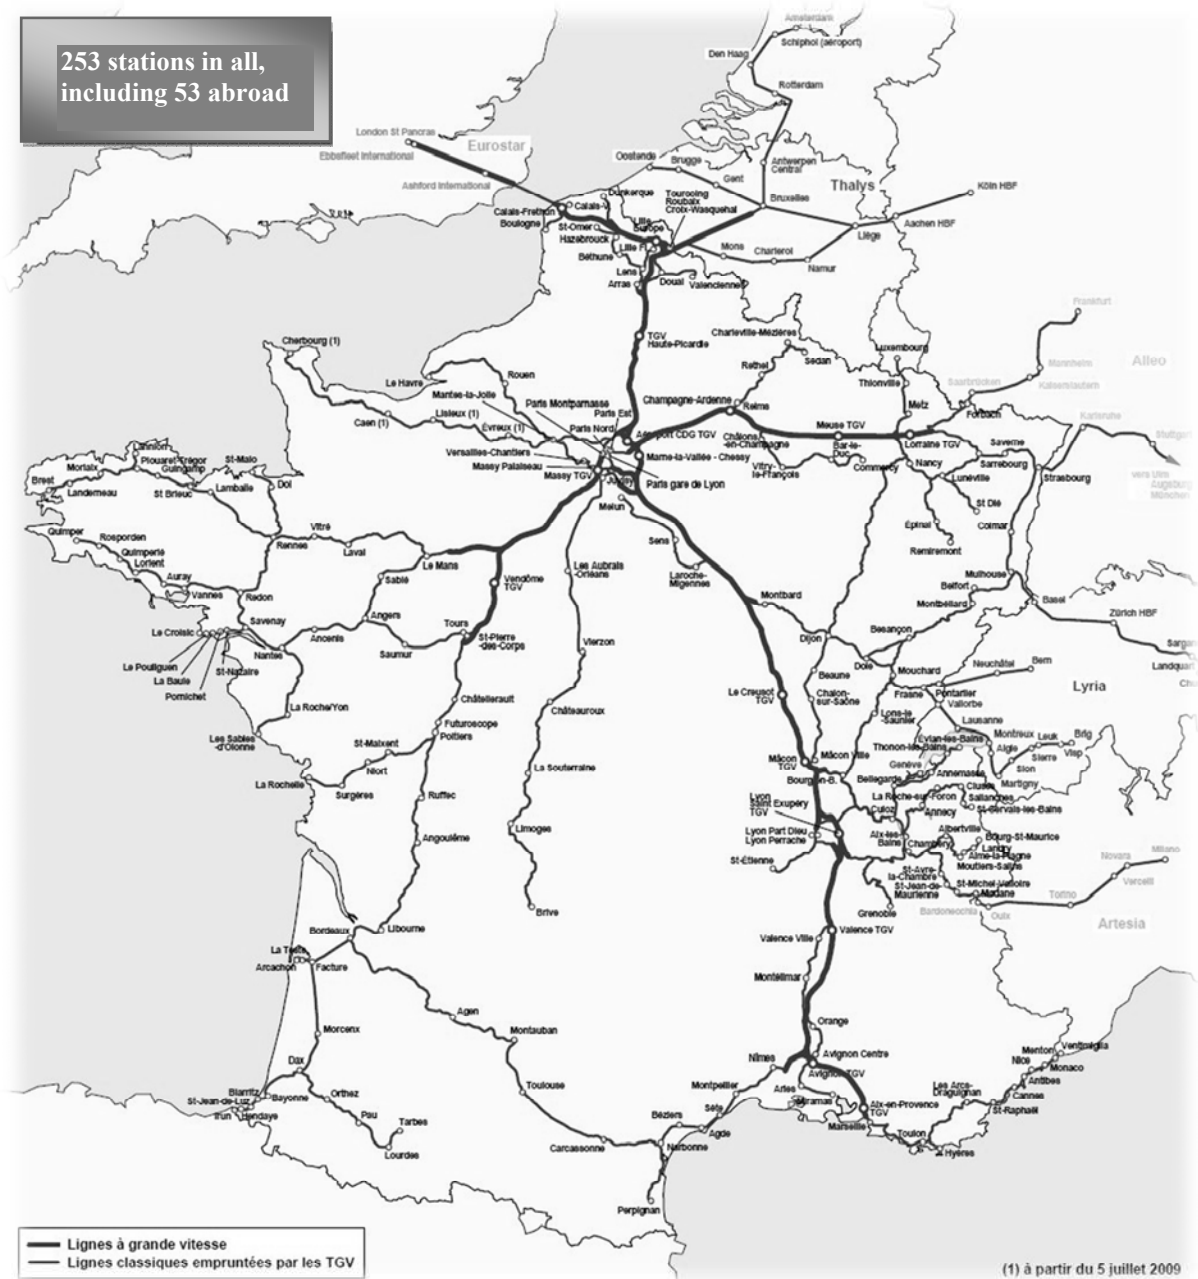 253 stations in all,
including 53 abroad
Amsterdam
Schiphol (aéroport)
Den Haag
Rotterdam
London St Pancras
Eurostar
Ebbsfleet International
Ashford International
Oostende
Brugge
Gent
Antwerpen
Central
Thalys
Köln HBF
Bruxelles
Aachen HBF
Liège
Dunkerque
Tourcoing
Roubaix
Croix-Wasquehal
Calais-Frethun
Calais-V.
Boulogne
St-Omer
Hazebrouck
Lille
Europe
Lille F.
Béthune
Mons
Charleroi
Namur
Lens
Arras
Douai
Valenciennes
Frankfurt
TGV
Haute-Picardie
Charleville-Mézières
Sedan
Luxembourg
Mannheim
Alleo
Cherbourg (1)
Le Havre
Rouen
Rethel
Thionville
Saarbrücken
Kaiserslautern
Mantes-la-Jolie
Paris Montparnasse
Champagne-Ardenne
Reims
Metz
Forbach
Karlsruhe
Caen (1)
Lisieux (1)
Évreux (1)
Paris Est
Paris Nord
Aéroport CDG TGV
Châlons
-en-Champagne
Meuse TGV
Lorraine TGV
Stuttgart
Versailles-Chantiers
Massy Palaiseau
Massy TGV
Juvisy
Marne-la-Vallée - Chessy
Paris gare de Lyon
Vitry-
le-François
Bar-le-
Duc
Commercy
Nancy
Lunéville
Saverne
Sarrebourg
Strasbourg
vers Ulm
Augsburg
München
Lannion
Plouaret-Trégor
Guingamp
Morlaix
Brest
Landerneau
St Brieuc
Lamballe
St-Malo
Dol
Melun
St Dié
Épinal
Remiremont
Colmar
Quimper
Rosporden
Quimperlé
Lorient
Auray
Vannes
Redon
Rennes
Vitré
Laval
Le Mans
Sens
Laroche-
Migennes
Sablé
Vendôme
TGV
Les Aubrais
-Orléans
Montbard
Mulhouse
Belfort
Montbéliard
Basel
Zürich HBF
Sargan
Landquart
Chu
Savenay
Le Croisic
Le Pouliguen
La Baule
Pornichet
St-Nazaire
Nantes
Ancenis
Angers
Saumur
Tours
St-Pierre
-des-Corps
Vierzon
Dijon
Besançon
Dole
Beaune
Mouchard
Neuchâtel
Bern
Frasne
Pontarlier
Vallorbe
Lyria
La Roche/Yon
Les Sables
-d'Olonne
Châtellerault
Futuroscope
Poitiers
Châteauroux
Le Creusot
TGV
Chalon-
sur-Saône
Lons-le
-Saunier
Lausanne
Évian-les-Bains
Thonon-les-Bains
Montreux
Aigle
Leuk
Brig
Sierre
Visp
Sion
Martigny
St-Maixent
Niort
La Rochelle
Surgères
Ruffec
La Souterraine
Mâcon
TGV
Mâcon Ville
Bourg-en-B.
Bellegarde
Genève
Annemasse
La Roche-sur-Foron
Cluses
Sallanches
St-Gervais-les-Bains
Annecy
Culoz
Lyon
Saint Exupéry
TGV
Lyon Part Dieu
Lyon Perrache
Aix-les-
Bains
Chambéry
Albertville
Bourg-St-Maurice
Landry
Aime-la-Plagne
Moûtiers-Salins
Angoulême
Limoges
St-Étienne
St-Avre-
la-Chambre
St-Jean-de-
Maurienne
St-Michel-Valloire
Modane
Bardonecchia
Oulx
Torino
Novara
Vercelli
Milano
Artesia
Grenoble
Brive
Bordeaux
Libourne
Valence Ville
Valence TGV
La Teste
Arcachon
Facture
Montélimar
Morcenx
Agen
Montauban
Orange
Avignon Centre
Avignon TGV
Nîmes
Arles
Miramas
Dax
Biarritz
St-Jean-de-Luz
Irun
Hendaye
Bayonne
Orthez
Pau
Tarbes
Lourdes
Toulouse
Montpellier
Sète
Agde
Béziers
Carcassonne
Narbonne
Perpignan
Marseille
Aix-en-Provence
TGV
Toulon
Hyères
Les Arcs-
Draguignan
St-Raphaël
Cannes
Antibes
Nice
Monaco
Menton
Ventimiglia
Lignes à grande vitesse
Lignes classiques empruntées par les TGV
(1) à partir du 5 juillet 2009